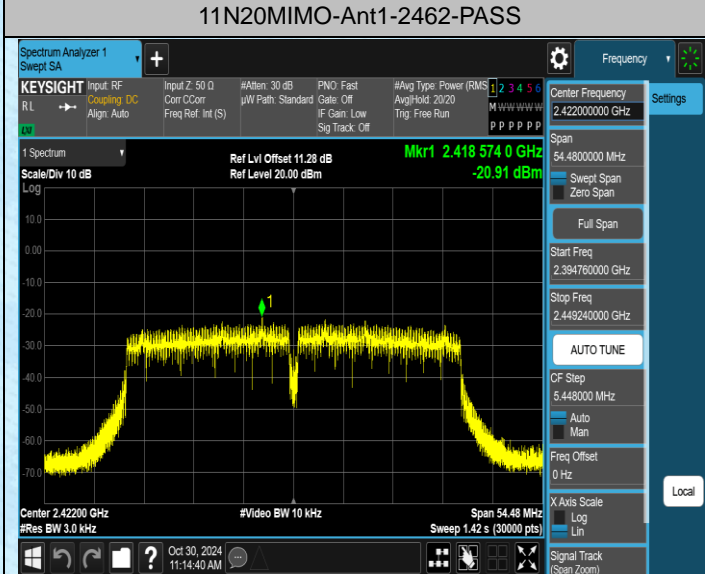 11N20MIMO-Ant1-2462-PASS
Spectrum Analyzer 1
Swept SA
+
Frequency
KEYSIGHT
RL
LXI
Input: RF
Coupling: DC
Align: Auto
Input Z: 50 Ω
Corr CCorr
Freq Ref: Int (S)
#Atten: 30 dB
µW Path: Standard
PNO: Fast
Gate: Off
IF Gain: Low
Sig Track: Off
#Avg Type: Power (RMS
Avg|Hold: 20/20
Trig: Free Run
1 2 3 4 5 6
M W W W W W
P P P P P P
Center Frequency
2.422000000 GHz
Settings
1 Spectrum
Scale/Div 10 dB
Ref Lvl Offset 11.28 dB
Ref Level 20.00 dBm
Mkr1 2.418 574 0 GHz
-20.91 dBm
Span
54.4800000 MHz
Swept Span
Zero Span
Log
10.0
0.00
-10.0
-20.0
-30.0
-40.0
-50.0
-60.0
-70.0
1
Full Span
Start Freq
2.394760000 GHz
Stop Freq
2.449240000 GHz
AUTO TUNE
CF Step
5.448000 MHz
Auto
Man
Freq Offset
0 Hz
X Axis Scale
Log
Lin
Local
Signal Track
(Span Zoom)
Center 2.42200 GHz
#Res BW 3.0 kHz
#Video BW 10 kHz
Span 54.48 MHz
Sweep 1.42 s (30000 pts)
?
Oct 30, 2024
11:14:40 AM